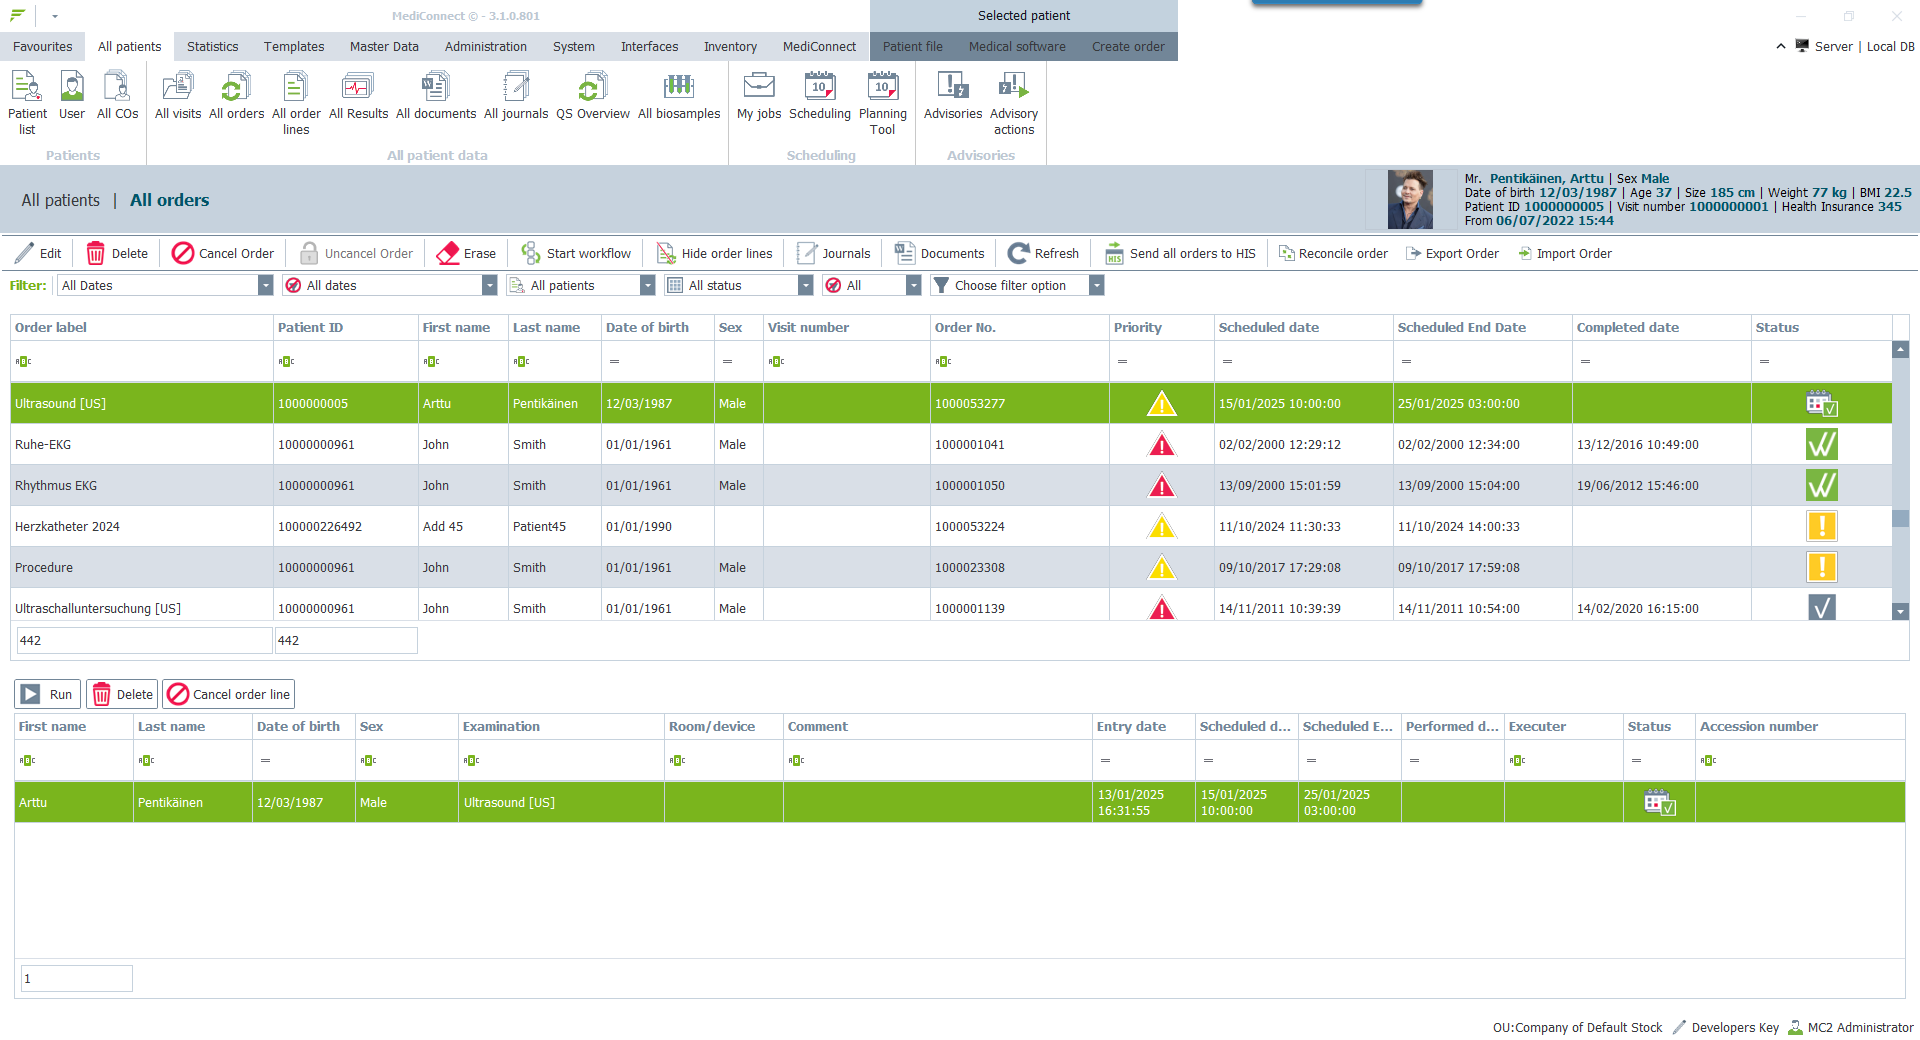 MediConnect © - 3.1.0.801
Selected patient
Favourites All patients Statistics Templates Master Data Administration System Interfaces Inventory MediConnect Patient file Medical software Create order
Server | Local DB
Patient list User All COs All visits All orders All order lines All Results All documents All journals QS Overview All biosamples My jobs Scheduling Planning Tool Advisories Advisory actions
Patients All patient data Scheduling Advisories
All patients | All orders
Mr. Pentikäinen, Arttu | Sex Male
Date of birth 12/03/1987 | Age 37 | Size 185 cm | Weight 77 kg | BMI 22.5
Patient ID 1000000005 | Visit number 1000000001 | Health Insurance 345
From 06/07/2022 15:44
Edit Delete Cancel Order Uncancel Order Erase Start workflow Hide order lines Journals Documents Refresh Send all orders to HIS Reconcile order Export Order Import Order
Filter: All Dates All dates All patients All status All Choose filter option
Order label Patient ID First name Last name Date of birth Sex Visit number Order No. Priority Scheduled date Scheduled End Date Completed date Status
Ultrasound [US] 1000000005 Arttu Pentikäinen 12/03/1987 Male 1000053277 15/01/2025 10:00:00 25/01/2025 03:00:00
Ruhe-EKG 10000000961 John Smith 01/01/1961 Male 1000001041 02/02/2000 12:29:12 02/02/2000 12:34:00 13/12/2016 10:49:00
Rhythmus EKG 10000000961 John Smith 01/01/1961 Male 1000001050 13/09/2000 15:01:59 13/09/2000 15:04:00 19/06/2012 15:46:00
Herzkatheter 2024 100000226492 Add 45 Patient45 01/01/1990 1000053224 11/10/2024 11:30:33 11/10/2024 14:00:33
Procedure 10000000961 John Smith 01/01/1961 Male 1000023308 09/10/2017 17:29:08 09/10/2017 17:59:08
Ultraschalluntersuchung [US] 10000000961 John Smith 01/01/1961 Male 1000001139 14/11/2011 10:39:39 14/11/2011 10:54:00 14/02/2020 16:15:00
442 442
Run Delete Cancel order line
First name Last name Date of birth Sex Examination Room/device Comment Entry date Scheduled d... Scheduled E... Performed d... Executer Status Accession number
Arttu Pentikäinen 12/03/1987 Male Ultrasound [US] 13/01/2025 16:31:55 15/01/2025 10:00:00 25/01/2025 03:00:00
1
OU:Company of Default Stock Developers Key MC2 Administrator